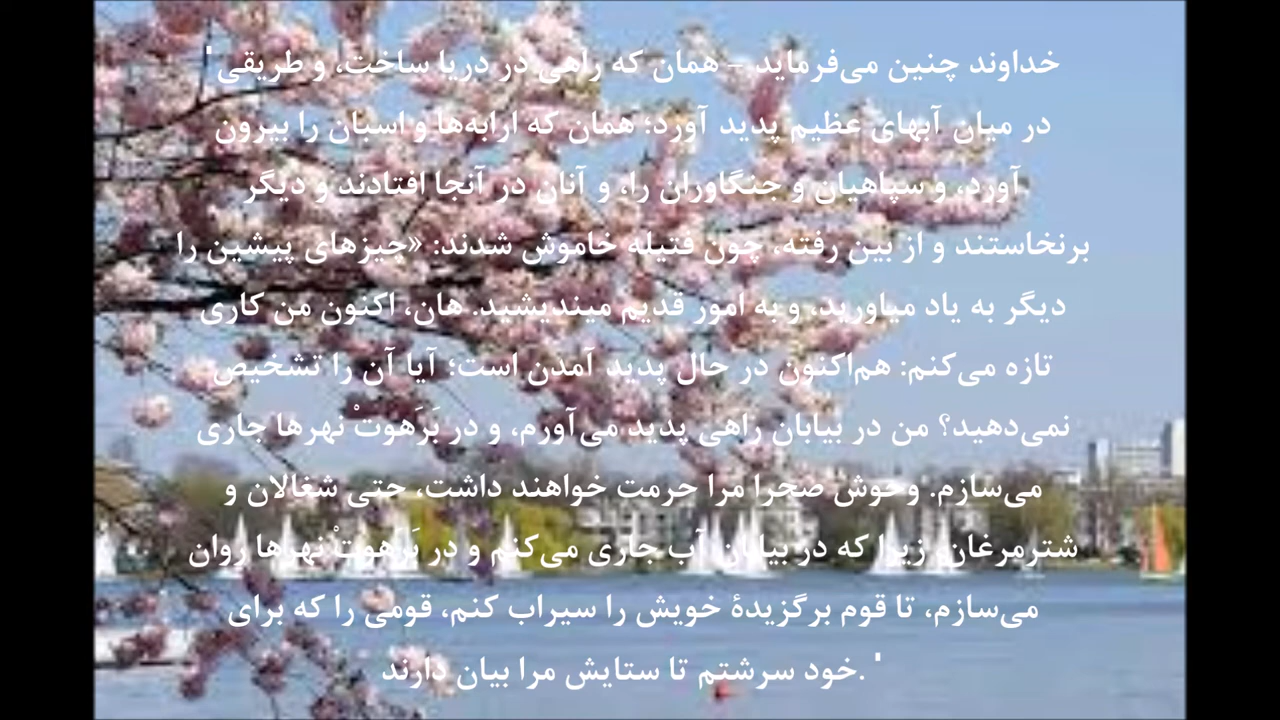 'خداوند چنین می‌فرماید – همان که راهی در دریا ساخت، و طریقی
در میان آبهای عظیم پدید آورد؛ همان که ارابه‌ها و اسبان را بیرون
آورد، و سپاهیان و جنگاوران را، و آنان در آنجا افتادند و دیگر
برنخاستند و از بین رفته، چون فتیله خاموش شدند: «چیزهای پیشین را
دیگر به یاد میاورید، و به امور قدیم میندیشید. هان، اکنون من کاری
تازه می‌کنم: هم‌اکنون در حال پدید آمدن است؛ آیا آن را تشخیص
نمی‌دهید؟ من در بیابان راهی پدید می‌آورم، و در بَرَهوتْ نهرها جاری
می‌سازم. وحوش صحرا مرا حرمت خواهند داشت، حتی شغالان و
شترمرغان، زیرا که در بیابان آب جاری می‌کنم و در بَرَهوتْ نهرها روان
می‌سازم، تا قوم برگزیدهٔ خویش را سیراب کنم، قومی را که برای
خود سرشتم تا ستایش مرا بیان دارند.'